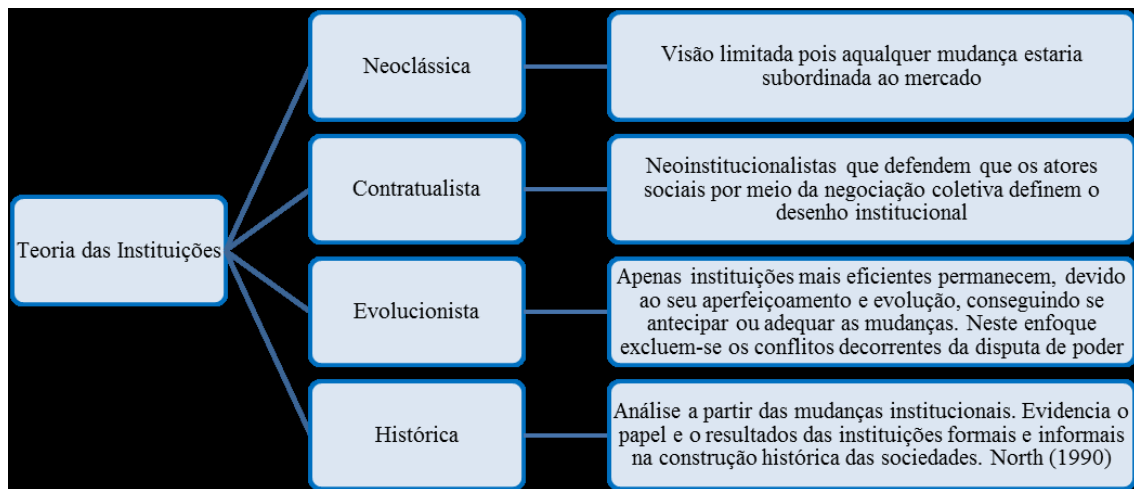 Teoria das Instituições
Neoclássica
Visão limitada pois aqualquer mudança estaria
subordinada ao mercado
Contratualista
Neoinstitucionalistas que defendem que os atores
sociais por meio da negociação coletiva definem o
desenho institucional
Evolucionista
Apenas instituições mais eficientes permanecem, devido
ao seu aperfeiçoamento e evolução, conseguindo se
antecipar ou adequar as mudanças. Neste enfoque
excluem-se os conflitos decorrentes da disputa de poder
Histórica
Análise a partir das mudanças institucionais. Evidencia o
papel e o resultados das instituições formais e informais
na construção histórica das sociedades. North (1990)